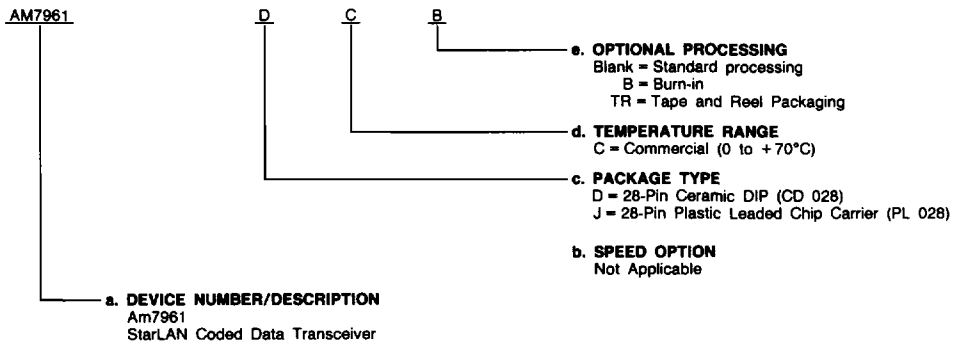 AM7961 D C B
e. OPTIONAL PROCESSING
Blank = Standard processing
B = Burn-in
TR = Tape and Reel Packaging
d. TEMPERATURE RANGE
C = Commercial (0 to +70°C)
c. PACKAGE TYPE
D = 28-Pin Ceramic DIP (CD 028)
J = 28-Pin Plastic Leaded Chip Carrier (PL 028)
b. SPEED OPTION
Not Applicable
a. DEVICE NUMBER/DESCRIPTION
Am7961
StarLAN Coded Data Transceiver